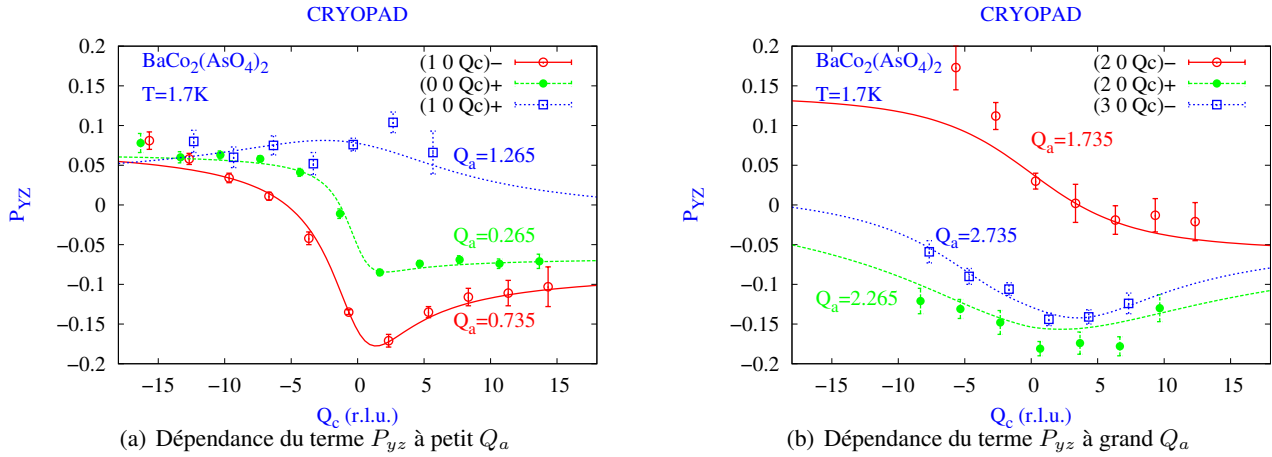 CRYOPAD
BaCo2(AsO4)2
T=1.7K
(1 0 Qc)−
(0 0 Qc)+
(1 0 Qc)+
Qa=1.265
Qa=0.265
Qa=0.735
PYZ
0.2
0.15
0.1
0.05
0
−0.05
−0.1
−0.15
−0.2
−15 −10 −5 0 5 10 15
Qc (r.l.u.)
(a) Dépendance du terme Pyz à petit Qa
CRYOPAD
BaCo2(AsO4)2
T=1.7K
(2 0 Qc)−
(2 0 Qc)+
(3 0 Qc)−
Qa=1.735
Qa=2.735
Qa=2.265
PYZ
0.2
0.15
0.1
0.05
0
−0.05
−0.1
−0.15
−0.2
−15 −10 −5 0 5 10 15
Qc (r.l.u.)
(b) Dépendance du terme Pyz à grand Qa